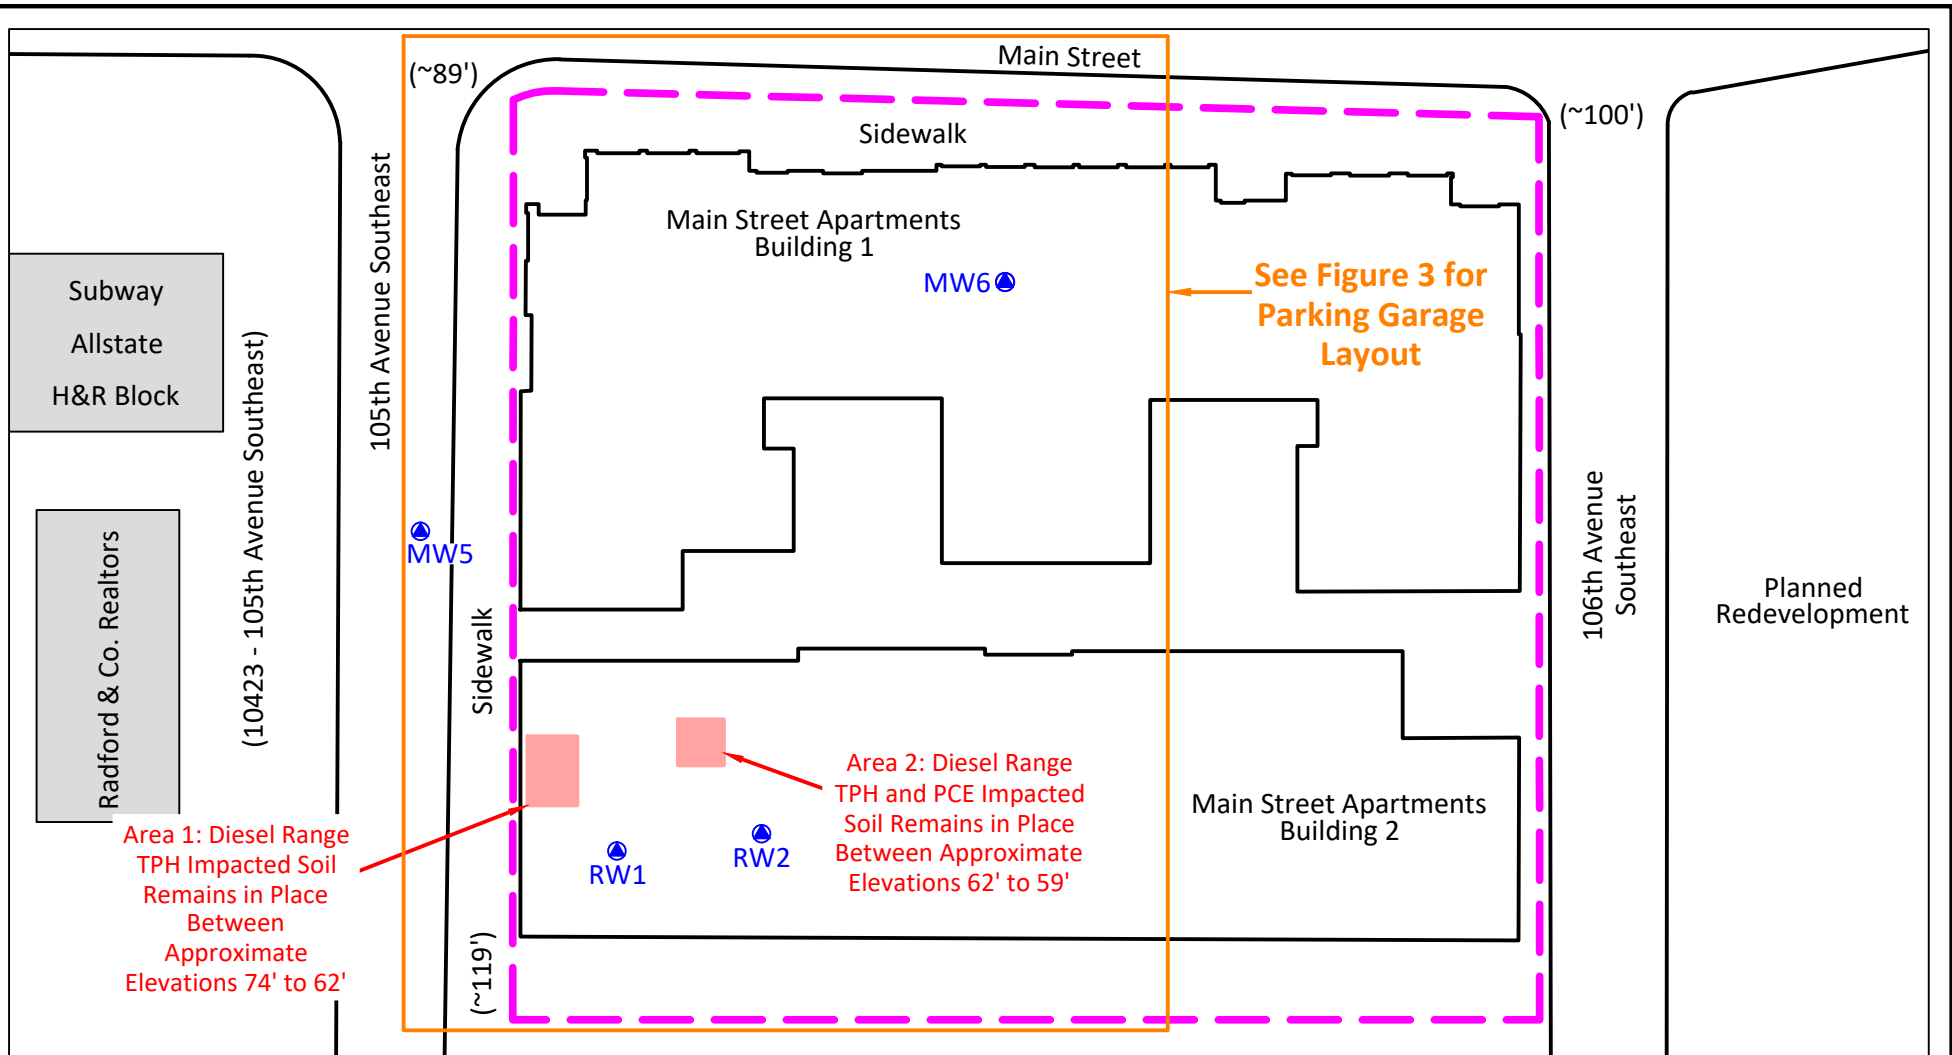 Main Street
(~89')
(~100')
Sidewalk
105th Avenue Southeast
Main Street Apartments
Building 1
MW6
See Figure 3 for
Parking Garage
Layout
Subway
Allstate
H&R Block
(10423 - 105th Avenue Southeast)
MW5
Radford & Co. Realtors
Sidewalk
106th Avenue
Southeast
Planned
Redevelopment
Area 1: Diesel Range
TPH Impacted Soil
Remains in Place
Between
Approximate
Elevations 74' to 62'
RW1
RW2
Area 2: Diesel Range
TPH and PCE Impacted
Soil Remains in Place
Between Approximate
Elevations 62' to 59'
Main Street Apartments
Building 2
(~119')